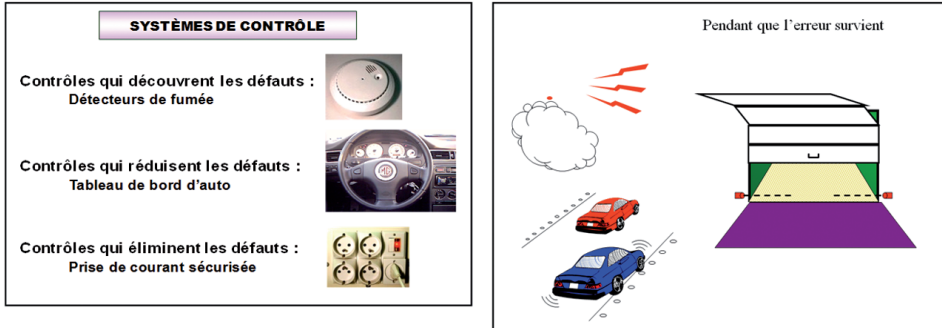 SYSTÈMES DE CONTRÔLE
Contrôles qui découvrent les défauts :
Détecteurs de fumée
Contrôles qui réduisent les défauts :
Tableau de bord d'auto
Contrôles qui éliminent les défauts :
Prise de courant sécurisée
Pendant que l'erreur survient